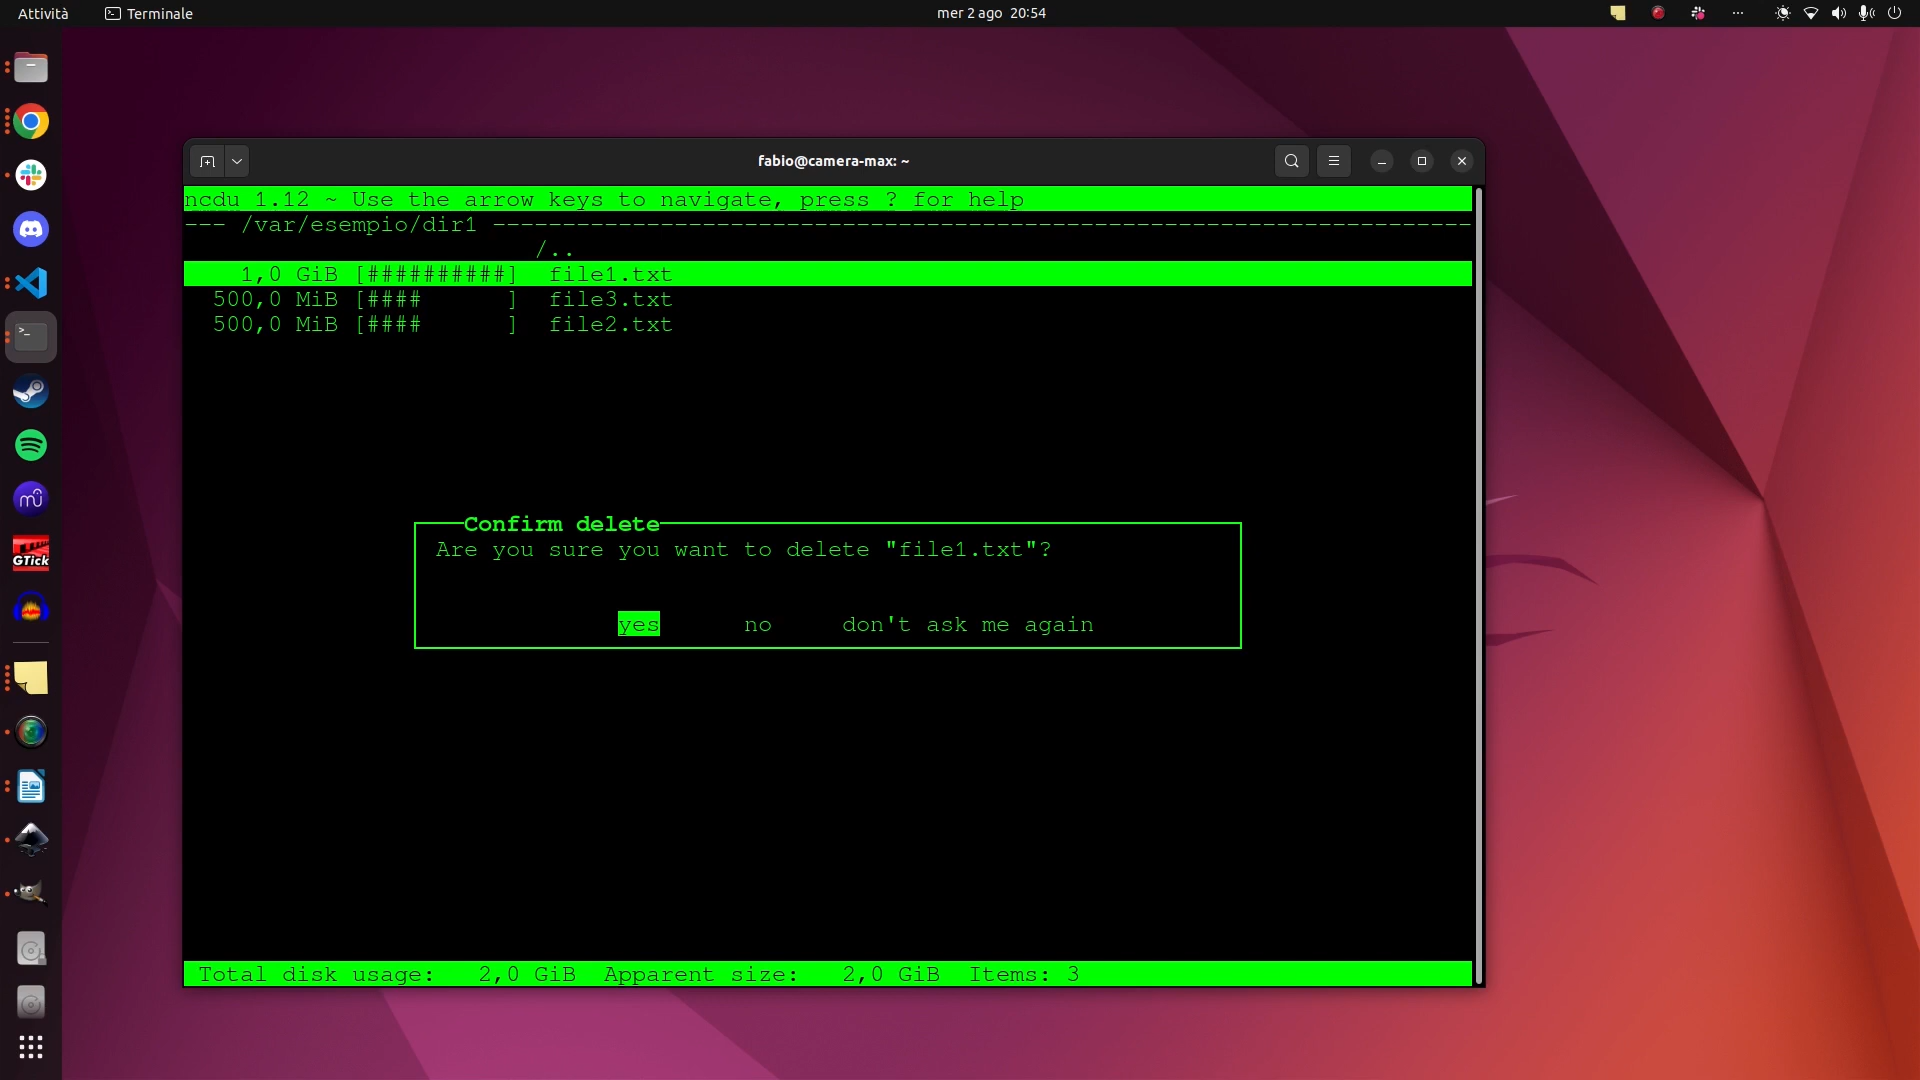 Attività Terminale mer 2 ago 20:54
fabio@camera-max: ~
ncdu 1.12 ~ Use the arrow keys to navigate, press ? for help
--- /var/esempio/dir1 ----------------------------------------------------------------------
/..
1,0 GiB [##########] file1.txt
500,0 MiB [#### ] file3.txt
500,0 MiB [#### ] file2.txt
Confirm delete
Are you sure you want to delete "file1.txt"?
yes no don't ask me again
Total disk usage: 2,0 GiB Apparent size: 2,0 GiB Items: 3
GTick